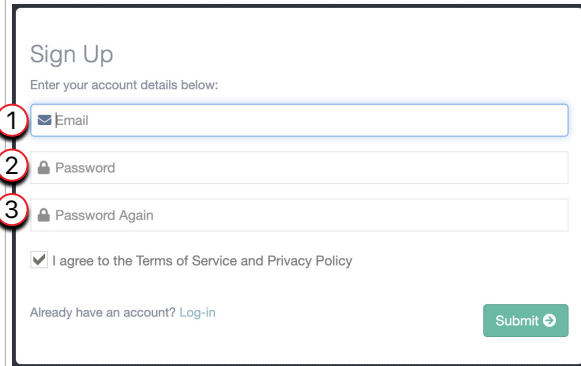 Sign Up
Enter your account details below:
1 Email
2 Password
3 Password Again
I agree to the Terms of Service and Privacy Policy
Already have an account? Log-in
Submit